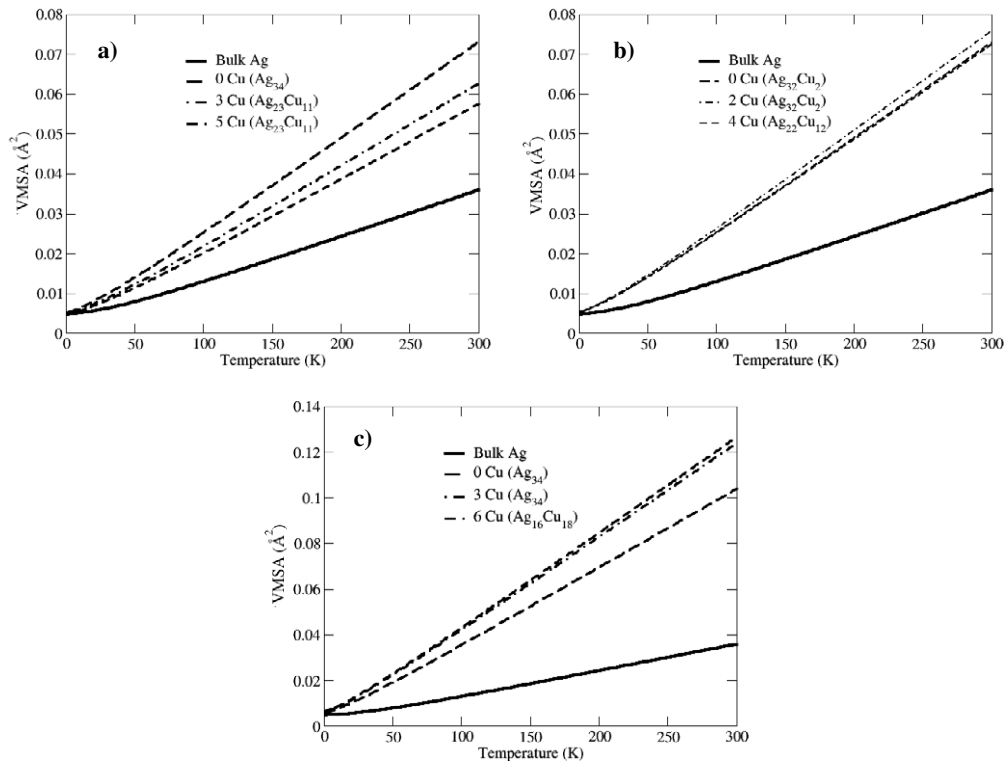 a)
Bulk Ag
0 Cu (Ag₃₄)
3 Cu (Ag₂₃Cu₁₁)
5 Cu (Ag₂₃Cu₁₁)
VMSA (Å²)
0.08
0.07
0.06
0.05
0.04
0.03
0.02
0.01
0
0 50 100 150 200 250 300
Temperature (K)
b)
Bulk Ag
0 Cu (Ag₃₂Cu₂)
2 Cu (Ag₃₂Cu₂)
4 Cu (Ag₂₂Cu₁₂)
VMSA (Å²)
0.08
0.07
0.06
0.05
0.04
0.03
0.02
0.01
0
0 50 100 150 200 250 300
Temperature (K)
c)
Bulk Ag
0 Cu (Ag₃₄)
3 Cu (Ag₃₄)
6 Cu (Ag₁₆Cu₁₈)
VMSA (Å²)
0.14
0.12
0.1
0.08
0.06
0.04
0.02
0
0 50 100 150 200 250 300
Temperature (K)